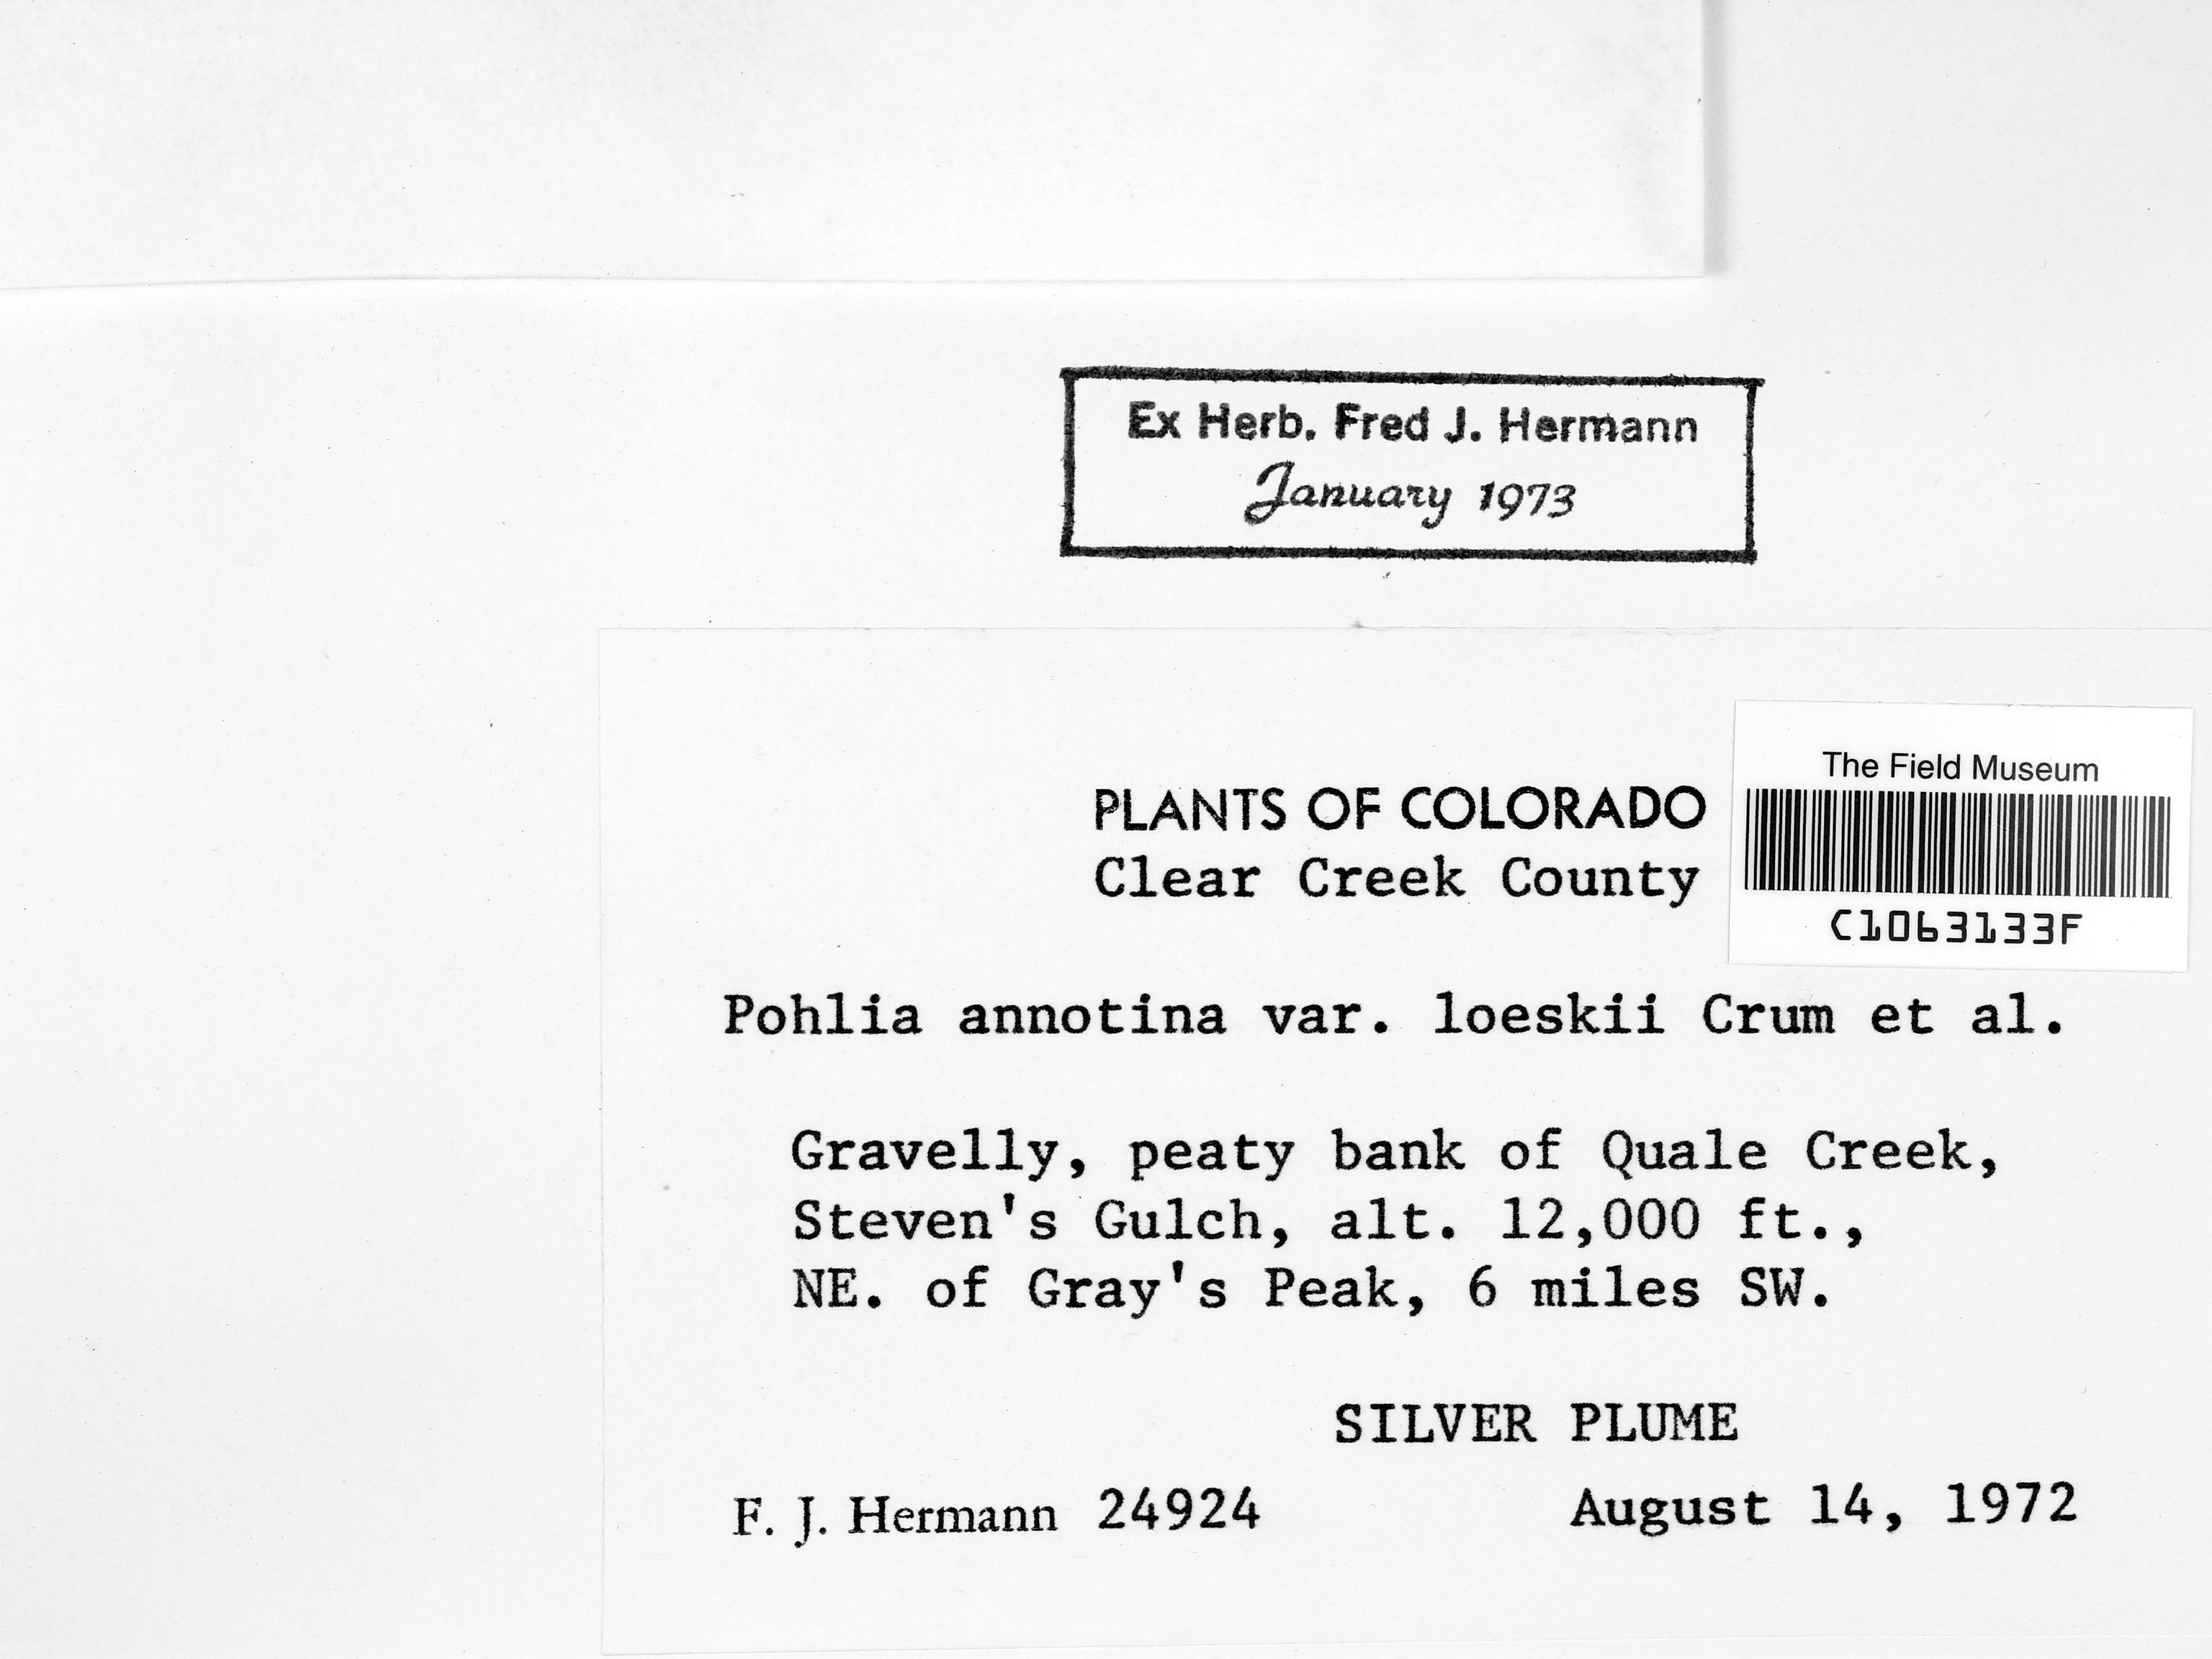 Ex Herb. Fred J. Hermann
January 1973
The Field Museum
C1063133F
PLANTS OF COLORADO
Clear Creek County
Pohlia annotina var. loeskii Crum et al.
Gravelly, peaty bank of Quale Creek,
Steven's Gulch, alt. 12,000 ft.,
NE. of Gray's Peak, 6 miles SW.
SILVER PLUME
F. J. Hermann 24924 August 14, 1972